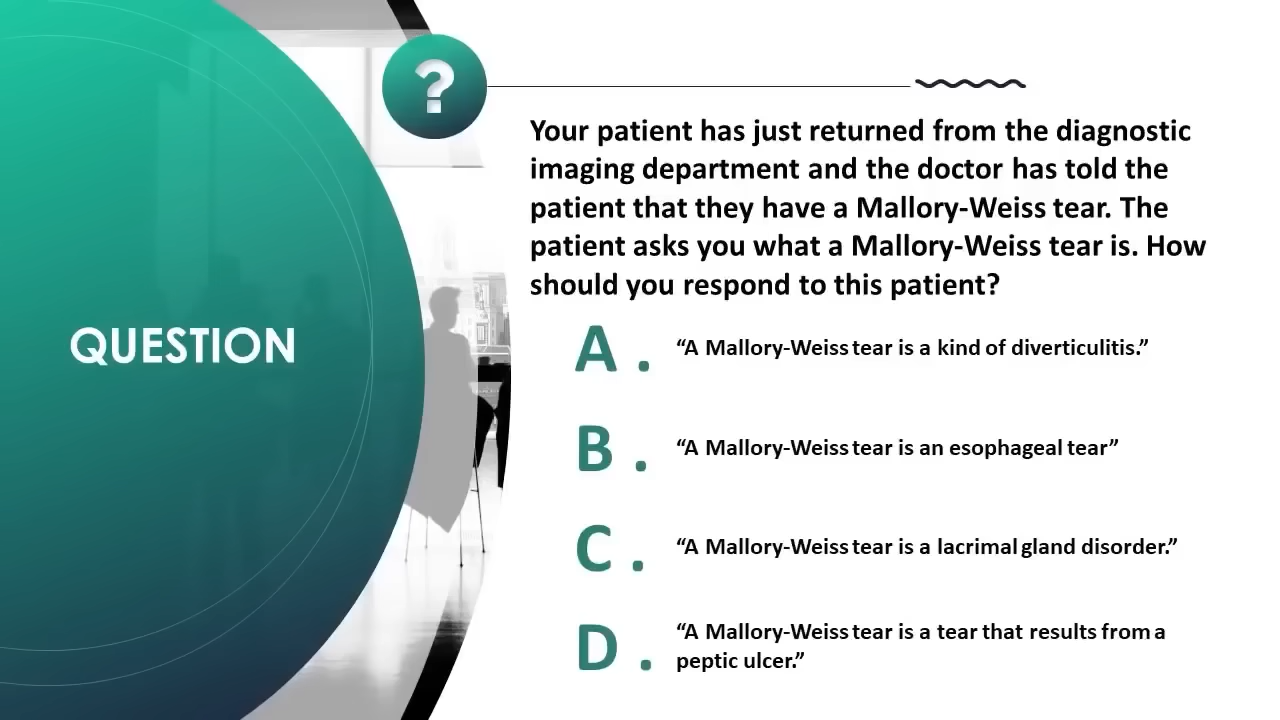 ?
QUESTION
Your patient has just returned from the diagnostic
imaging department and the doctor has told the
patient that they have a Mallory-Weiss tear. The
patient asks you what a Mallory-Weiss tear is. How
should you respond to this patient?
A . “A Mallory-Weiss tear is a kind of diverticulitis.”
B . “A Mallory-Weiss tear is an esophageal tear”
C . “A Mallory-Weiss tear is a lacrimal gland disorder.”
D . “A Mallory-Weiss tear is a tear that results from a
peptic ulcer.”